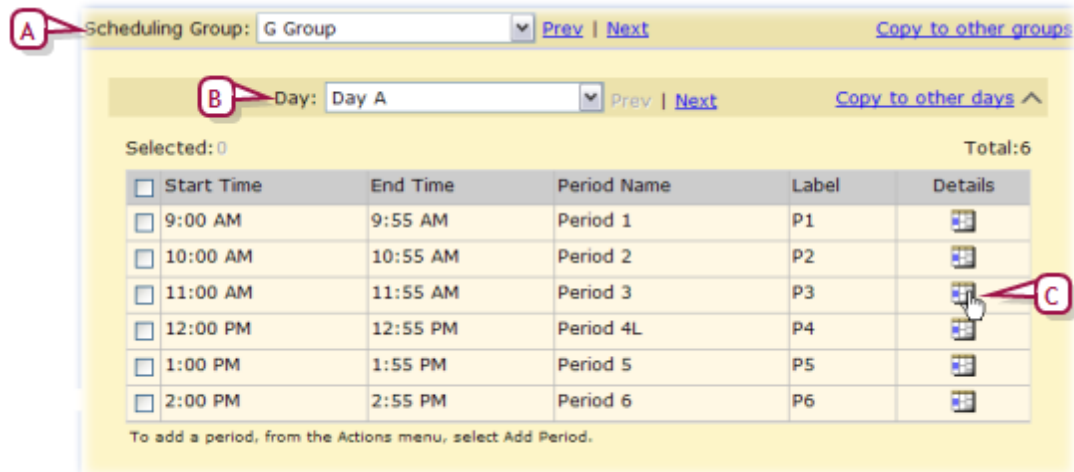 A Scheduling Group: G Group Prev | Next Copy to other groups
B Day: Day A Prev | Next Copy to other days
Selected:0 Total:6
Start Time End Time Period Name Label Details
9:00 AM 9:55 AM Period 1 P1
10:00 AM 10:55 AM Period 2 P2
11:00 AM 11:55 AM Period 3 P3 C
12:00 PM 12:55 PM Period 4L P4
1:00 PM 1:55 PM Period 5 P5
2:00 PM 2:55 PM Period 6 P6
To add a period, from the Actions menu, select Add Period.